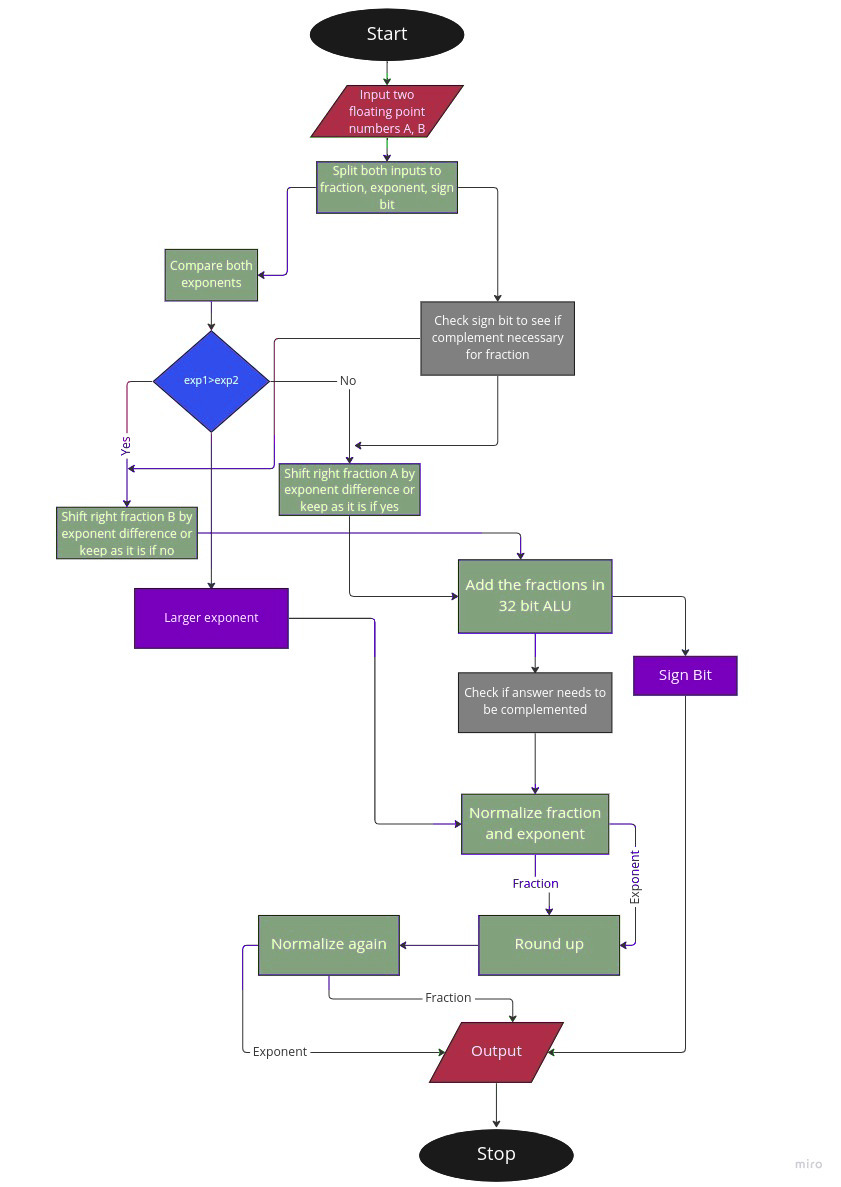 Start
Input two
floating point
numbers A, B
Split both inputs to
fraction, exponent, sign
bit
Compare both
exponents
Check sign bit to see if
complement necessary
for fraction
exp1>exp2
No
Yes
Shift right fraction A by
exponent difference or
keep as it is if yes
Shift right fraction B by
exponent difference or
keep as it is if no
Add the fractions in
32 bit ALU
Larger exponent
Sign Bit
Check if answer needs to
be complemented
Normalize fraction
and exponent
Fraction
Exponent
Normalize again
Round up
Fraction
Exponent
Output
Stop
miro